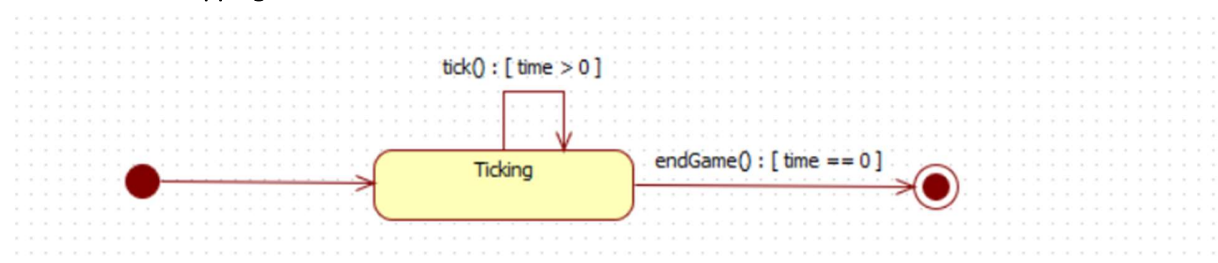 tick() : [ time > 0 ]
Ticking
endGame() : [ time == 0 ]